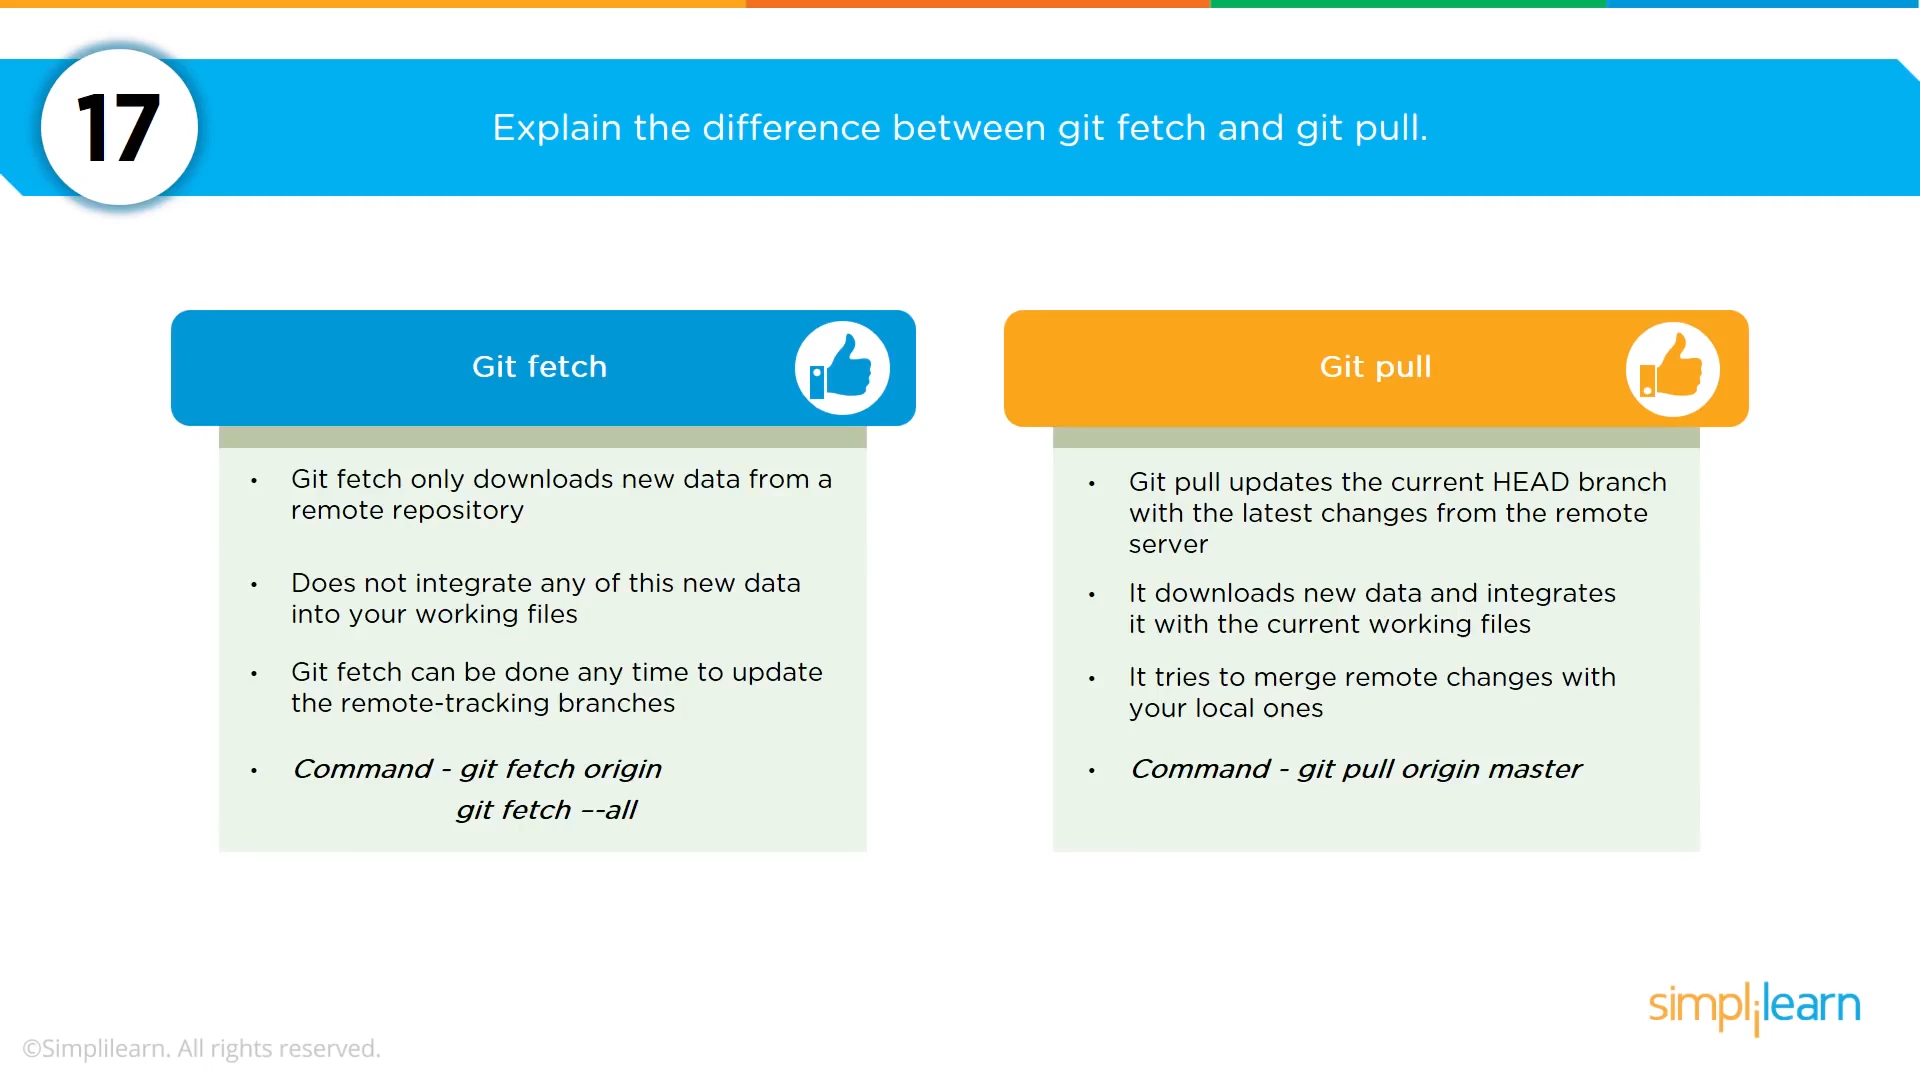 17
Explain the difference between git fetch and git pull.
Git fetch
• Git fetch only downloads new data from a
remote repository
• Does not integrate any of this new data
into your working files
• Git fetch can be done any time to update
the remote-tracking branches
• Command - git fetch origin
git fetch –-all
Git pull
• Git pull updates the current HEAD branch
with the latest changes from the remote
server
• It downloads new data and integrates
it with the current working files
• It tries to merge remote changes with
your local ones
• Command - git pull origin master
simplilearn
©Simplilearn. All rights reserved.